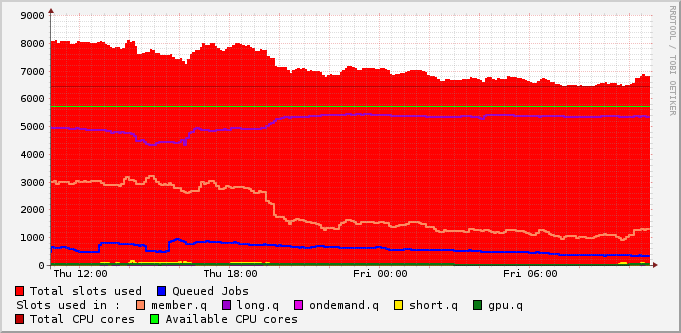 9000
8000
7000
6000
5000
4000
3000
2000
1000
0
Thu 12:00 Thu 18:00 Fri 00:00 Fri 06:00
Total slots used Queued Jobs
Slots used in : member.q long.q ondemand.q short.q gpu.q
Total CPU cores Available CPU cores
RRDTOOL / TOBI OETIKER